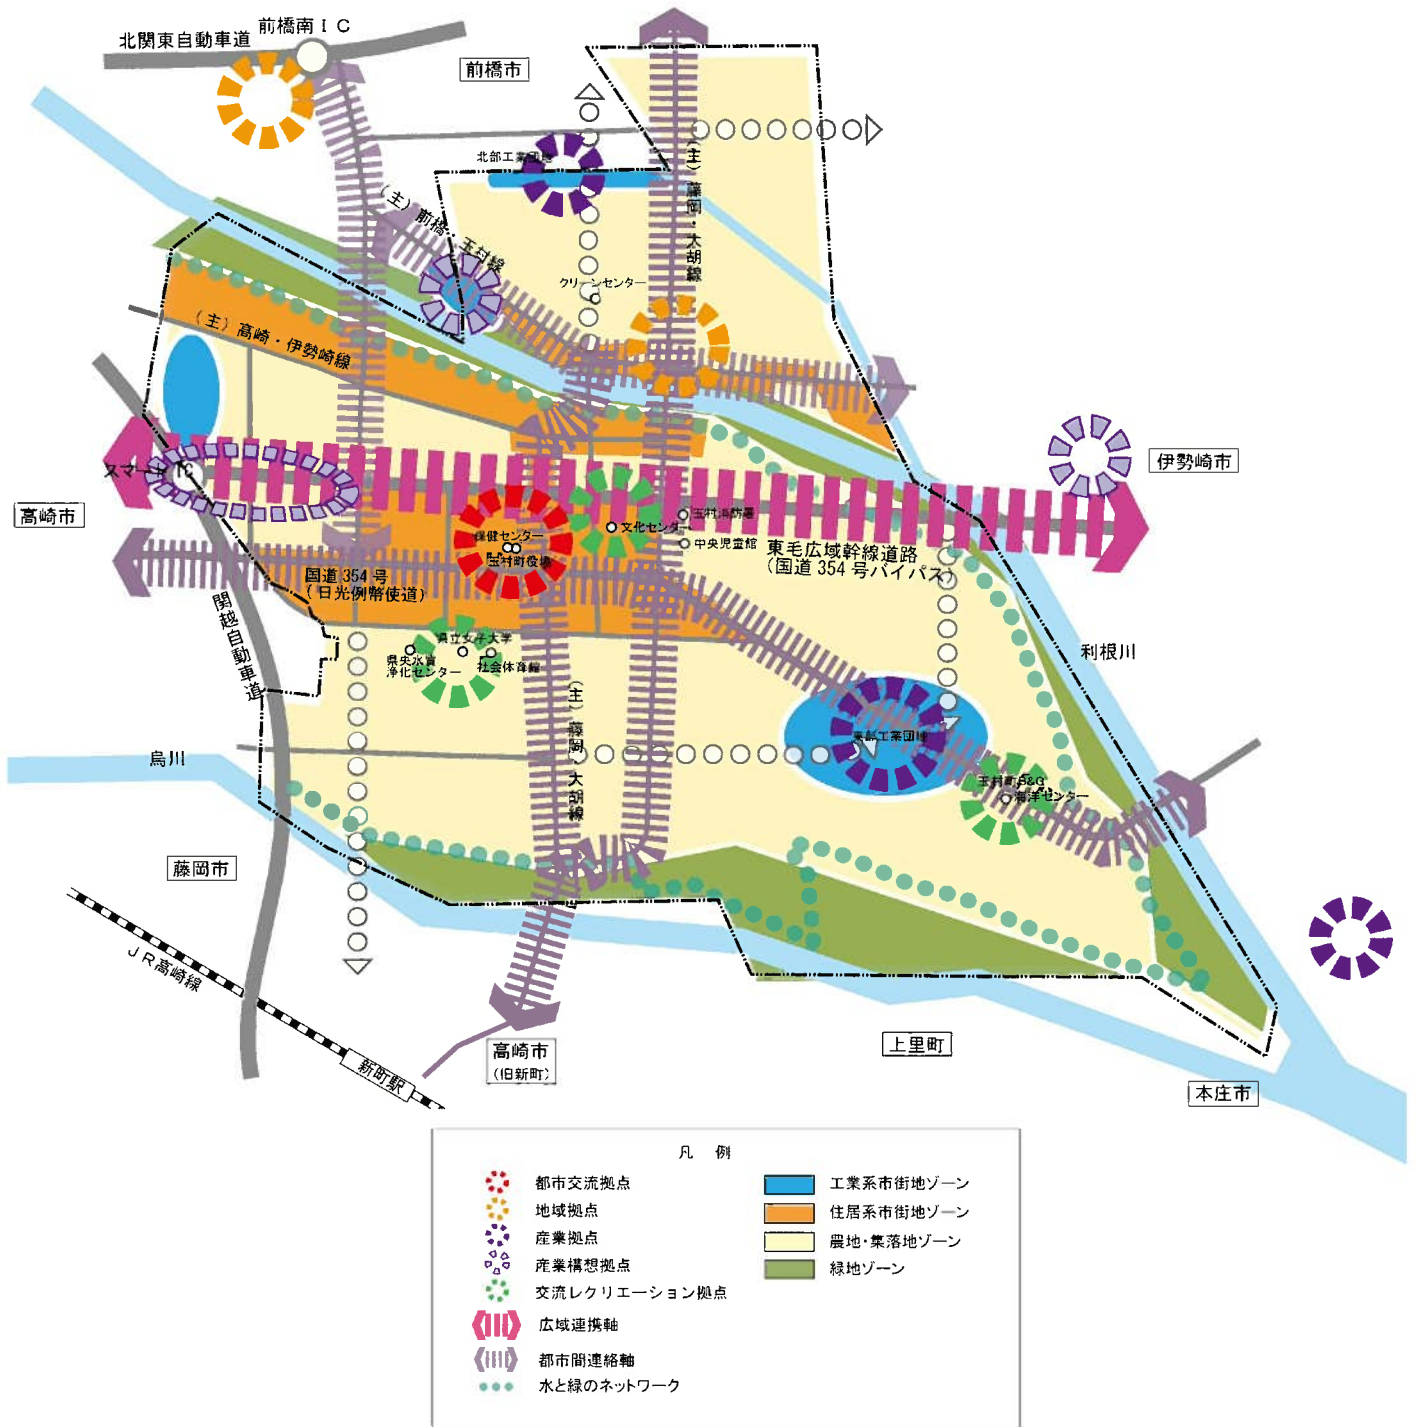 北関東自動車道
前橋南ＩＣ
前橋市
北部工業団地
(主) 前橋・玉村線
(主) 藤岡・大胡線
クリーンセンター
(主) 高崎・伊勢崎線
スマートIC
高崎市
伊勢崎市
保健センター
玉村町役場
文化センター
玉村消防署
中央児童館
東毛広域幹線道路
(国道 354 号バイパス)
国道 354 号
(日光例幣使道)
関越自動車道
県立女子大学
県央水質
浄化センター
社会体育館
利根川
(主) 藤岡・大胡線
東部工業団地
玉村町B&G
海洋センター
烏川
藤岡市
ＪＲ高崎線
新町駅
高崎市
(旧新町)
上里町
本庄市
凡 例
都市交流拠点
地域拠点
産業拠点
産業構想拠点
交流レクリエーション拠点
広域連携軸
都市間連絡軸
水と緑のネットワーク
工業系市街地ゾーン
住居系市街地ゾーン
農地・集落地ゾーン
緑地ゾーン